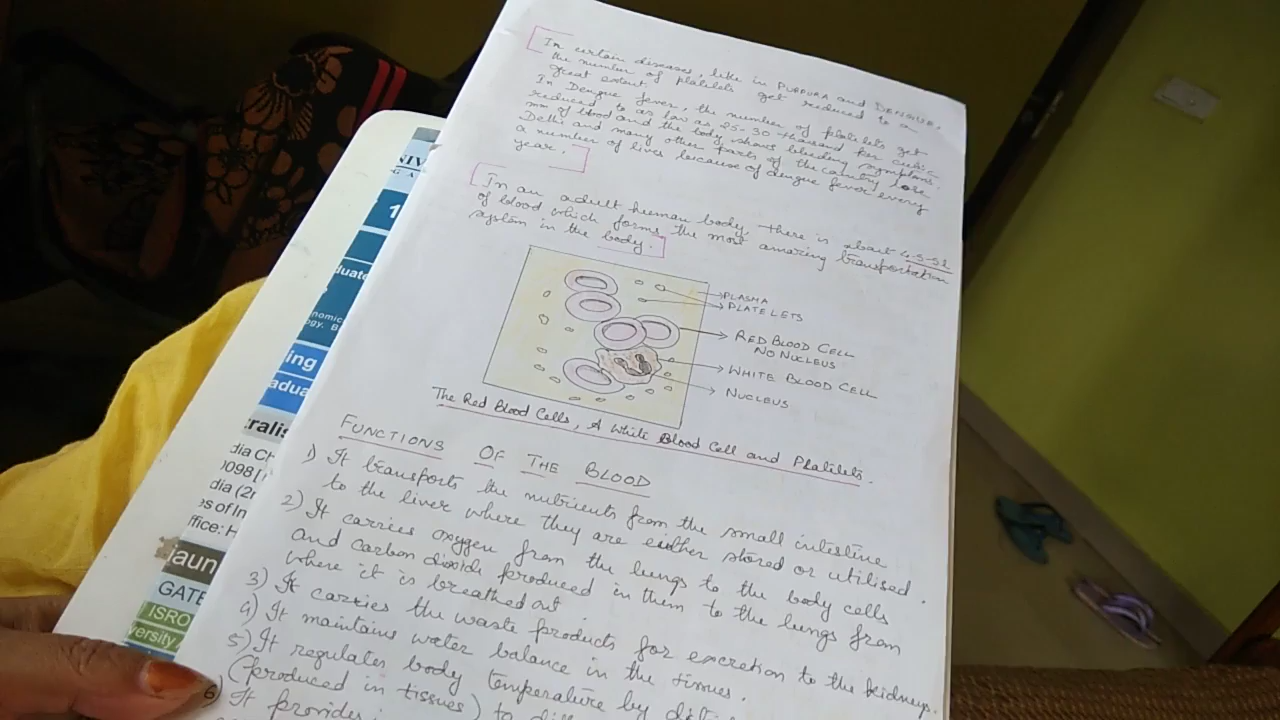 In certain diseases, like in PURPURA and DENGUE,
the number of platelets get reduced to a
great extent.
In Dengue fever, the number of platelets get
reduced to as low as 25-30 thousand per cubic
mm of blood and the body shows bleeding symptoms.
Delhi and many other parts of the country lose
a number of lives because of dengue fever every
year.
In an adult human body, there is about 4.5-5L
of blood which forms the most amazing transportation
system in the body.
PLASMA
PLATELETS
RED BLOOD CELL
NO NUCLEUS
WHITE BLOOD CELL
NUCLEUS
The Red Blood Cells, A White Blood Cell and Platelets.
FUNCTIONS OF THE BLOOD
1) It transports the nutrients from the small intestine
to the liver where they are either stored or utilised.
2) It carries oxygen from the lungs to the body cells
and carbon dioxide produced in them to the lungs from
where it is breathed out
3) It carries the waste products for excretion to the kidneys.
4) It maintains water balance in the tissues.
5) It regulates body temperature by
(produced in tissues) to
6) It provides
1
ing
GATE
ISRO